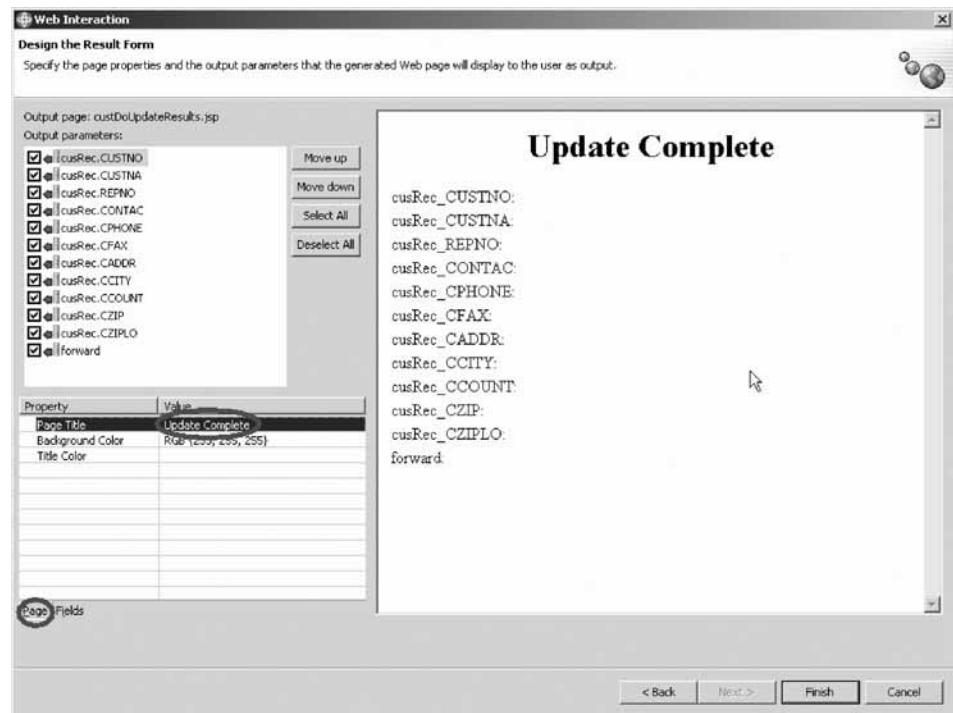 Web Interaction
Design the Result Form
Specify the page properties and the output parameters that the generated Web page will display to the user as output.
Output page: custDoUpdateResults.jsp
Output parameters:
cusRec.CUSTNO
cusRec.CUSTNA
cusRec.REPNO
cusRec.CONTAC
cusRec.CPHONE
cusRec.CFAX
cusRec.CADDR
cusRec.CCITY
cusRec.CCOUNT
cusRec.CZIP
cusRec.CZIPLO
forward
Move up
Move down
Select All
Deselect All
Property Value
Page Title Update Complete
Background Color RGB {255, 255, 255}
Title Color
Page Fields
Update Complete
cusRec_CUSTNO:
cusRec_CUSTNA:
cusRec_REPNO:
cusRec_CONTAC:
cusRec_CPHONE:
cusRec_CFAX:
cusRec_CADDR:
cusRec_CCITY:
cusRec_CCOUNT:
cusRec_CZIP:
cusRec_CZIPLO:
forward:
< Back Next > Finish Cancel